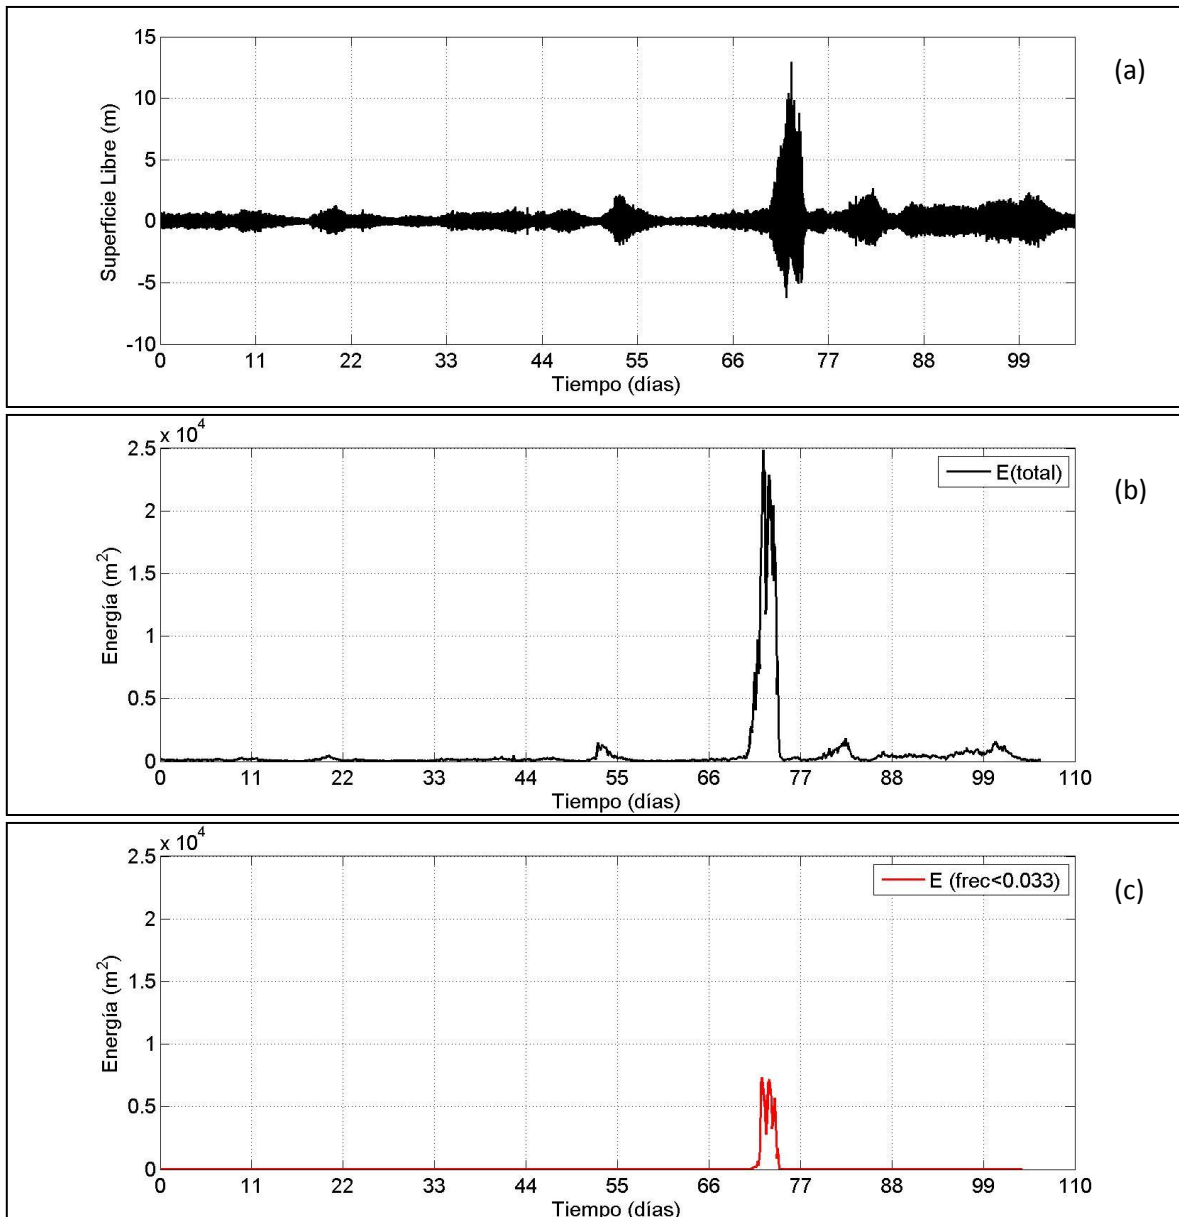 15
10
5
0
-5
-10
Superficie Libre (m)
0 11 22 33 44 55 66 77 88 99
Tiempo (días)
(a)
x 10^4
2.5
2
1.5
1
0.5
0
Energía (m^2)
E(total)
0 11 22 33 44 55 66 77 88 99 110
Tiempo (días)
(b)
x 10^4
2.5
2
1.5
1
0.5
0
Energía (m^2)
E (frec<0.033)
0 11 22 33 44 55 66 77 88 99 110
Tiempo (días)
(c)